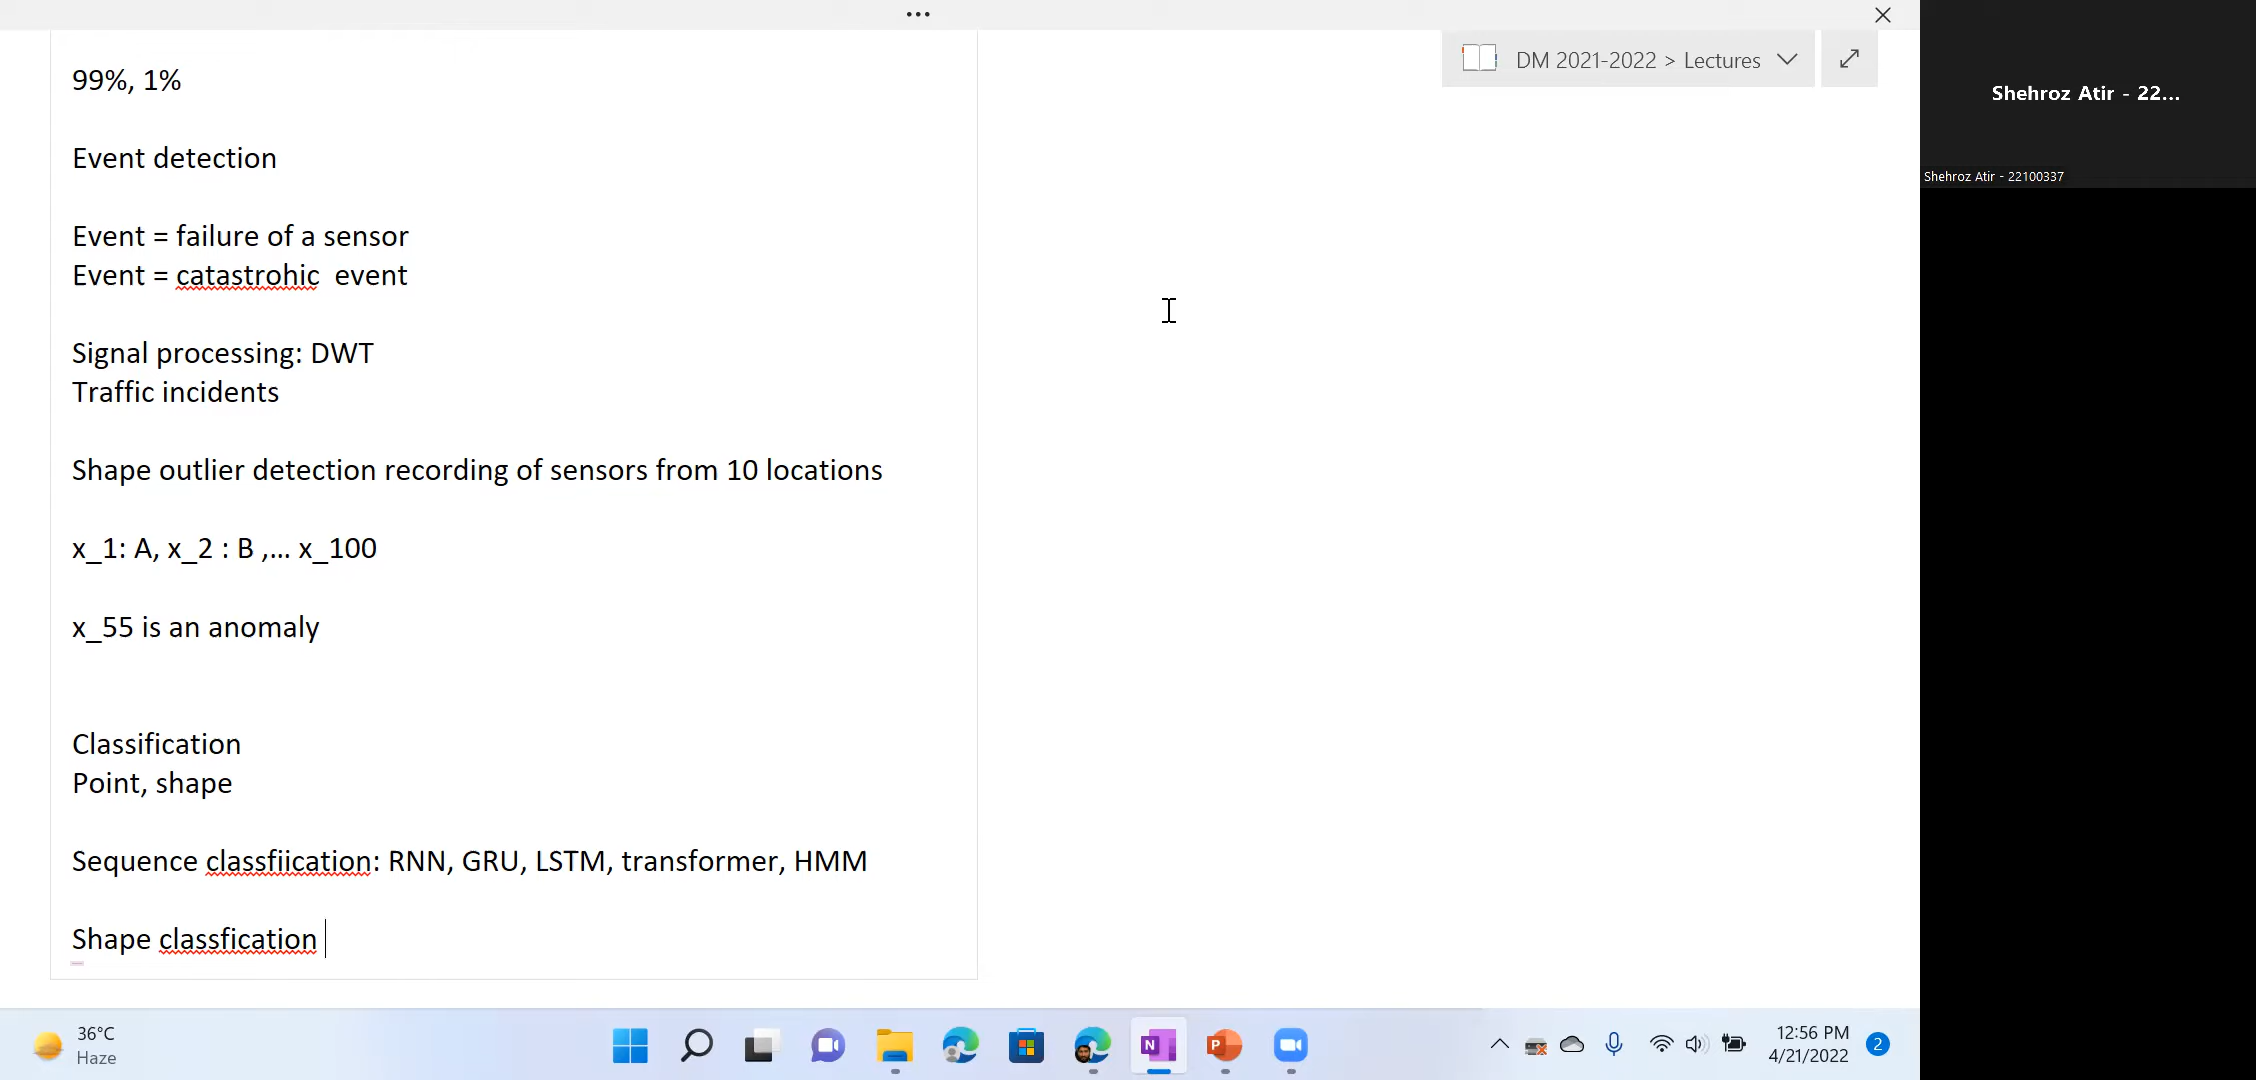 DM 2021-2022 > Lectures
99%, 1%
Event detection
Event = failure of a sensor
Event = catastrohic  event
Signal processing: DWT
Traffic incidents
Shape outlier detection recording of sensors from 10 locations
x_1: A, x_2 : B ,... x_100
x_55 is an anomaly
Classification
Point, shape
Sequence classfiication: RNN, GRU, LSTM, transformer, HMM
Shape classfication
Shehroz Atir - 22...
Shehroz Atir - 22100337
36°C
Haze
N
P
12:56 PM
4/21/2022
2